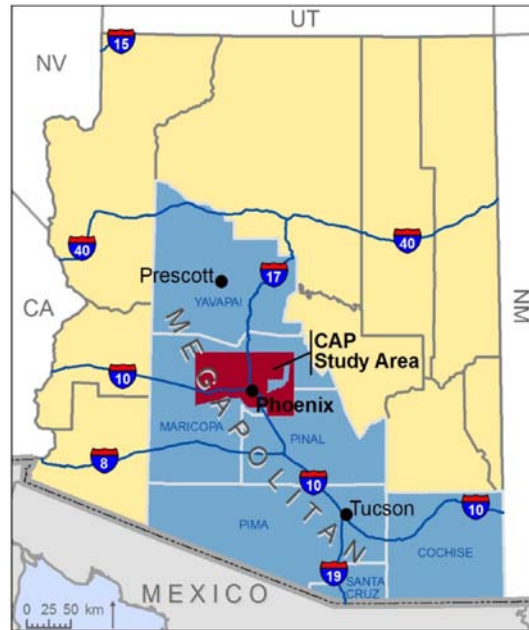 UT
NV
15
40
40
17
Prescott
YAVAPAI
CA
NM
MEGAPOLITAN
CAP
Study Area
10
Phoenix
MARICOPA
PINAL
8
10
10
Tucson
PIMA
COCHISE
19
SANTA
CRUZ
MEXICO
0 25 50 km